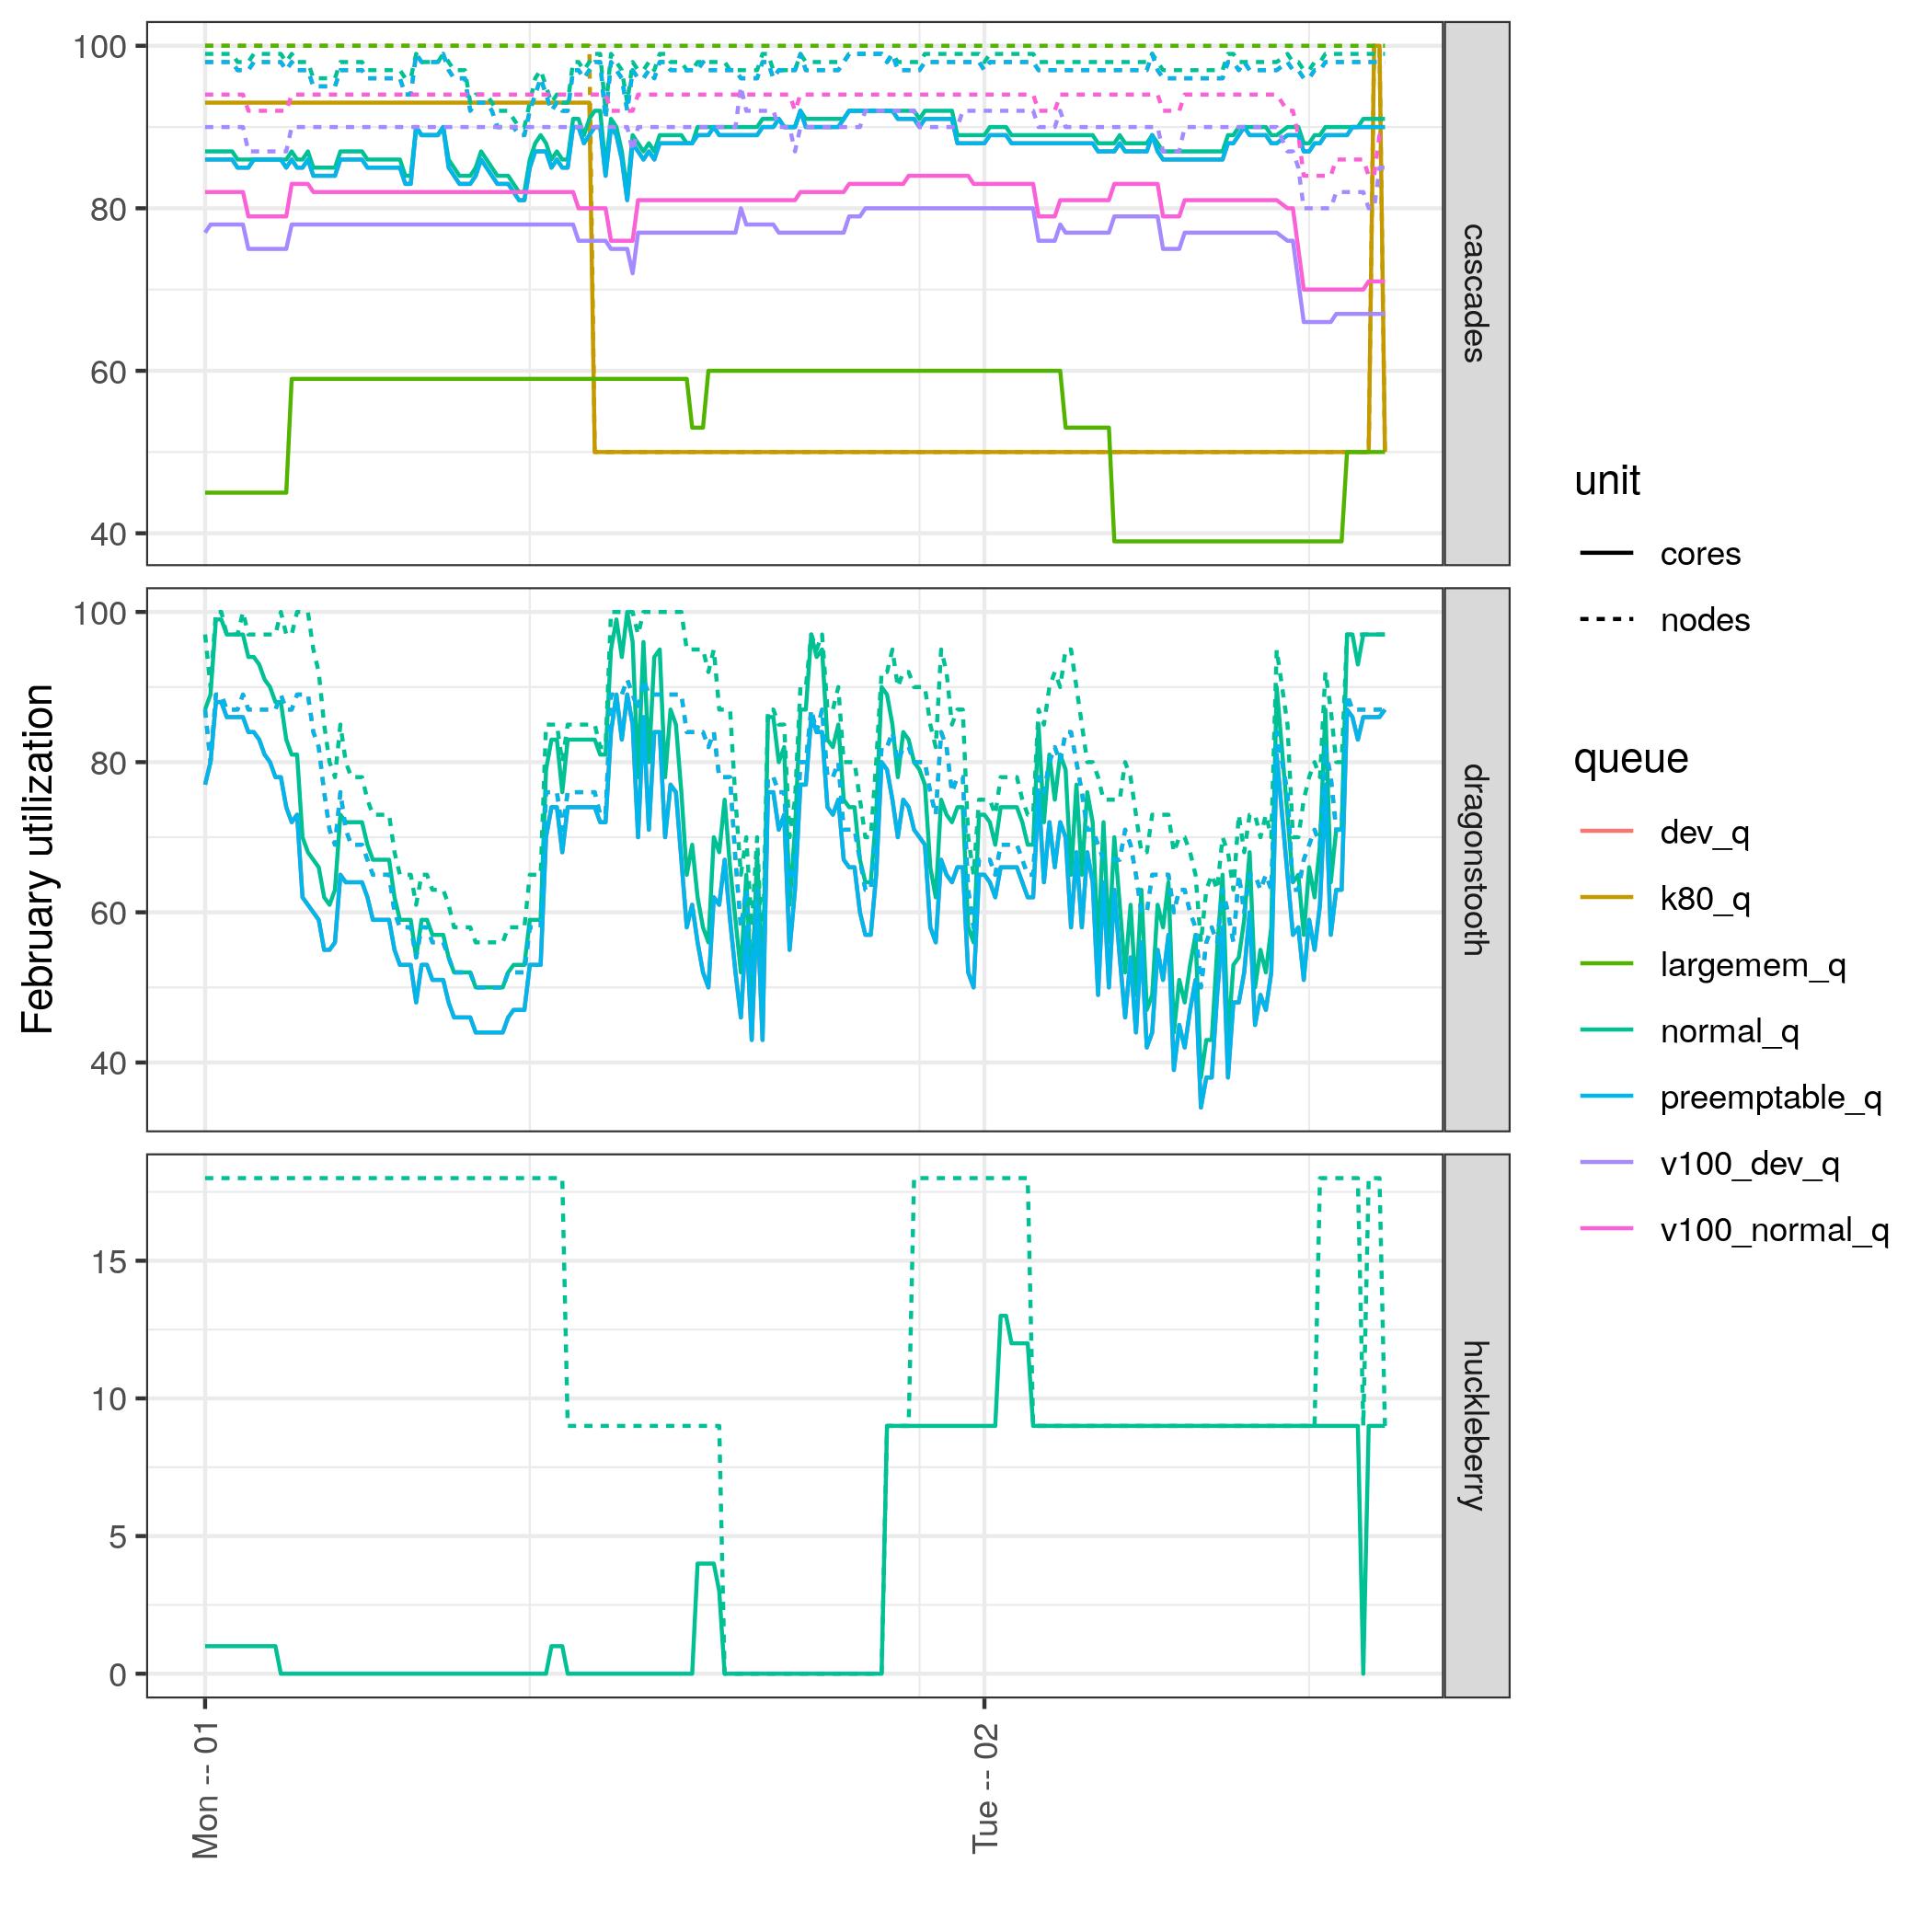 February utilization
100
80
60
40
cascades
100
80
60
40
dragonstooth
15
10
5
0
huckleberry
Mon -- 01
Tue -- 02
unit
cores
nodes
queue
dev_q
k80_q
largemem_q
normal_q
preemptable_q
v100_dev_q
v100_normal_q